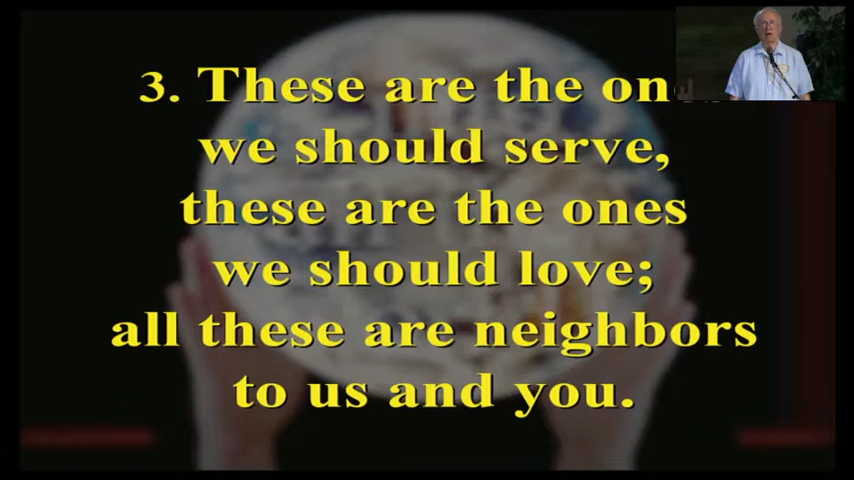 3. These are the
we should serve,
these are the ones
we should love;
all these are neighbors
to us and you.